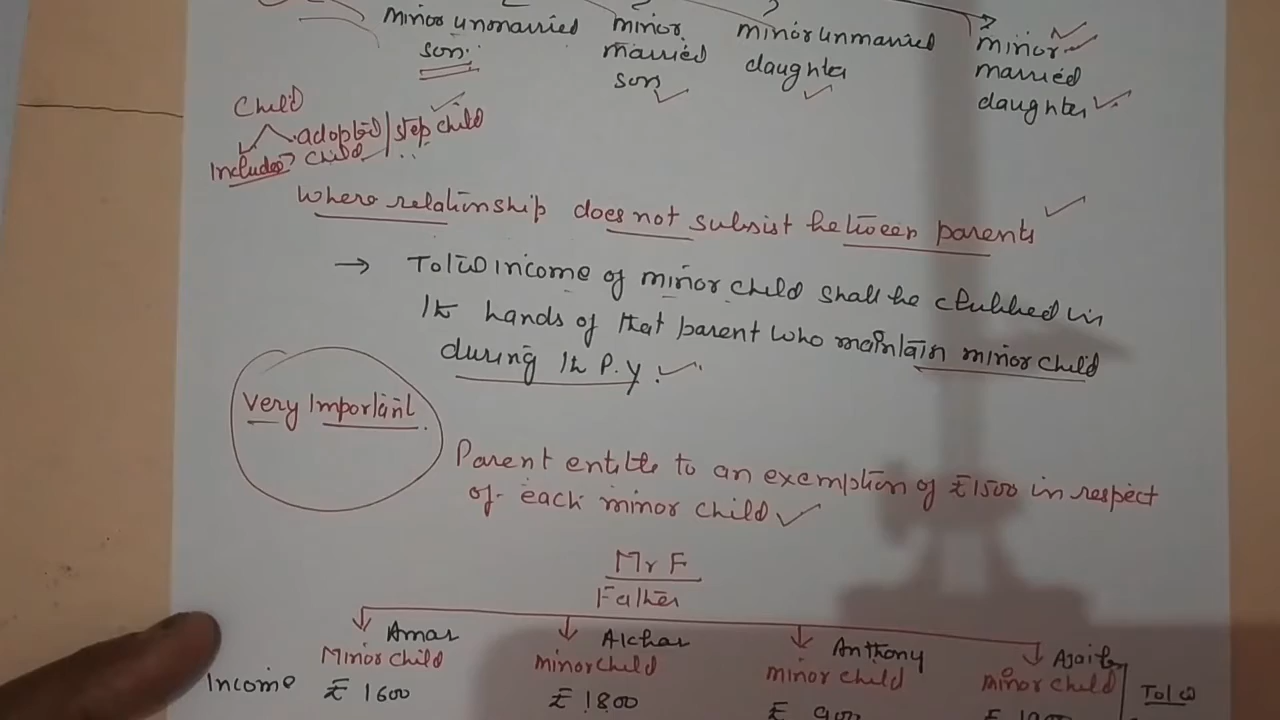 minor unmarried son.
minor married son
minor unmarried daughter
minor married daughter
Child
adopted/step child
includes child
Where relationship does not subsist between parents
→ Total income of minor child shall be clubbed in
the hands of that parent who maintain minor child
during the P.Y.
Very Important.
Parent entitle to an exemption of ₹1500 in respect
of each minor child
Mr F
Father
Amar Akbar Anthony
Minor child minor child minor child minor child
Income ₹ 1600 ₹ 1800 ₹ 900 Total